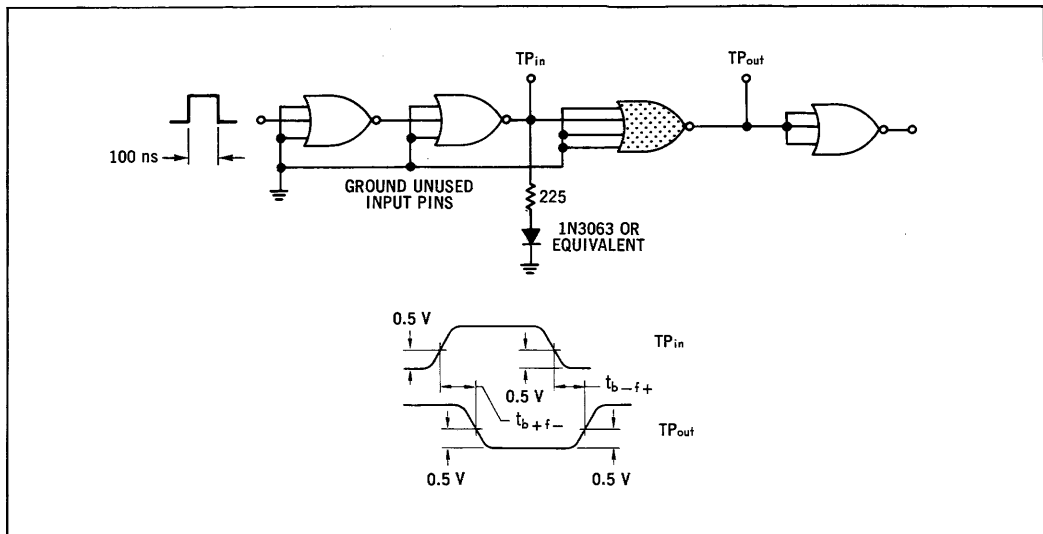 TPin
TPout
100 ns
GROUND UNUSED
INPUT PINS
225
1N3063 OR
EQUIVALENT
0.5 V
TPin
0.5 V
tb–f+
tb+f–
TPout
0.5 V
0.5 V